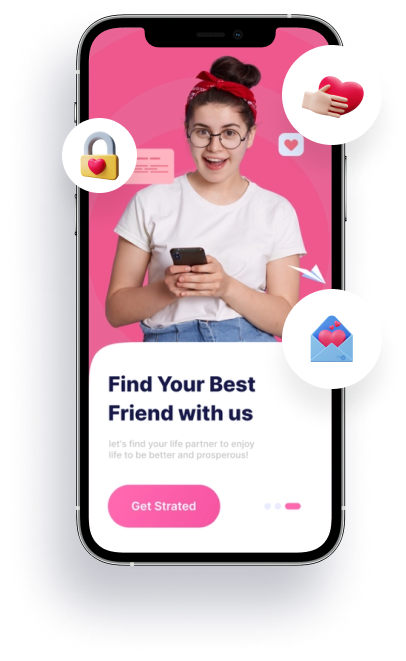 Find Your Best
Friend with us
let's find your life partner to enjoy
life to be better and prosperous!
Get Strated